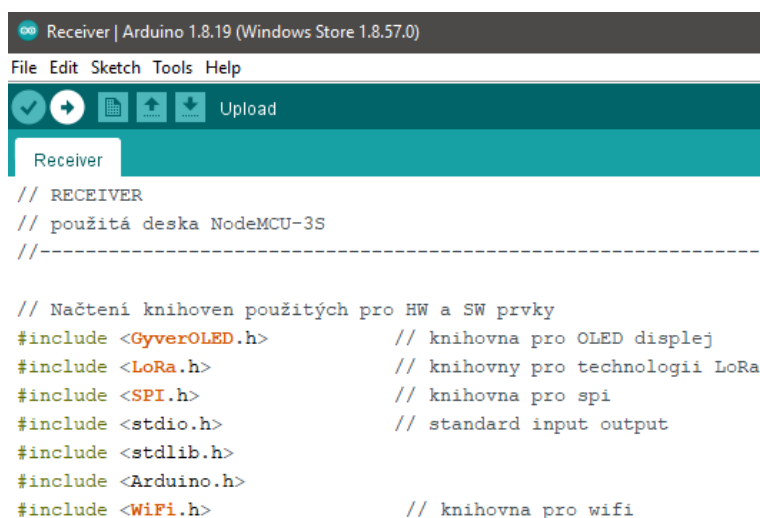 Receiver | Arduino 1.8.19 (Windows Store 1.8.57.0)
File Edit Sketch Tools Help
Upload
Receiver
// RECEIVER
// použitá deska NodeMCU-3S
//--------------------------------------------------------------
// Načtení knihoven použitých pro HW a SW prvky
#include <GyverOLED.h> // knihovna pro OLED displej
#include <LoRa.h> // knihovny pro technologii LoRa
#include <SPI.h> // knihovna pro spi
#include <stdio.h> // standard input output
#include <stdlib.h>
#include <Arduino.h>
#include <WiFi.h> // knihovna pro wifi